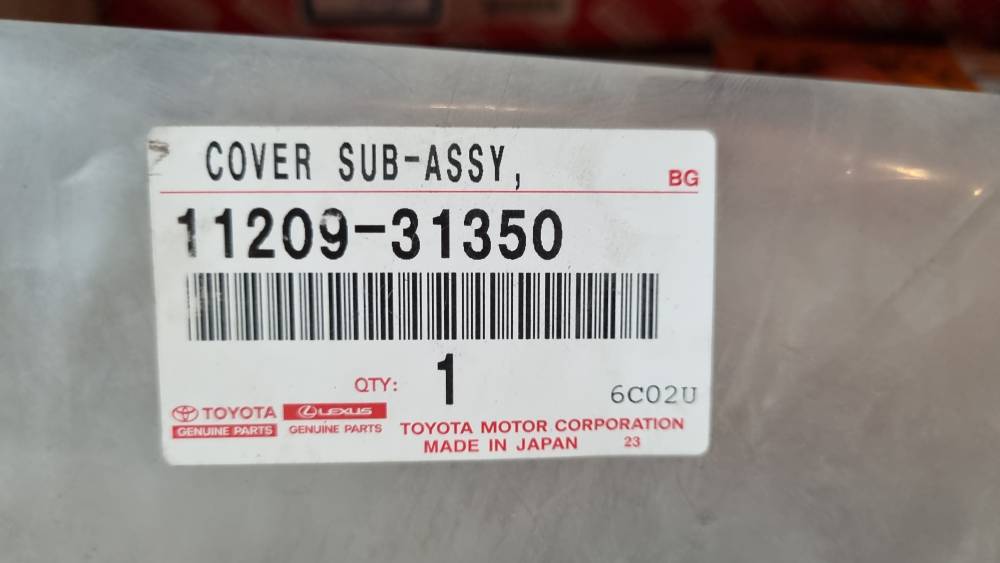 COVER SUB-ASSY,
BG
11209-31350
QTY: 1
6C02U
TOYOTA
GENUINE PARTS
LEXUS
GENUINE PARTS
TOYOTA MOTOR CORPORATION
MADE IN JAPAN 23